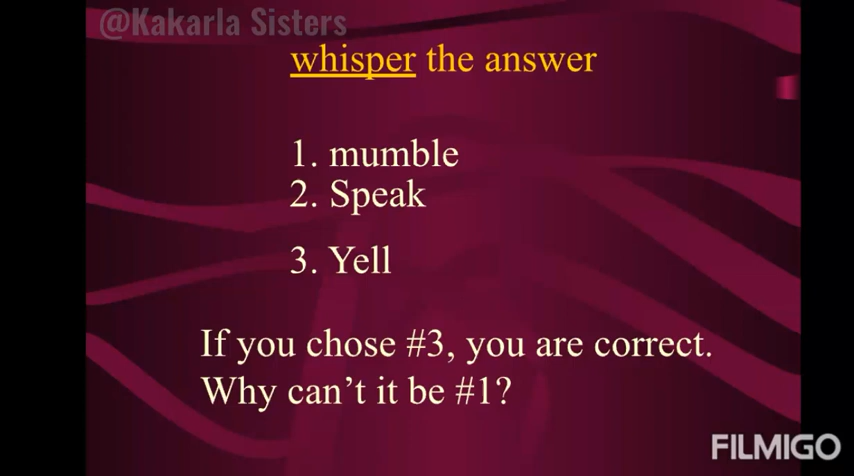 @Kakarla Sisters
whisper the answer
1. mumble
2. Speak
3. Yell
If you chose #3, you are correct.
Why can't it be #1?
FILMIGO